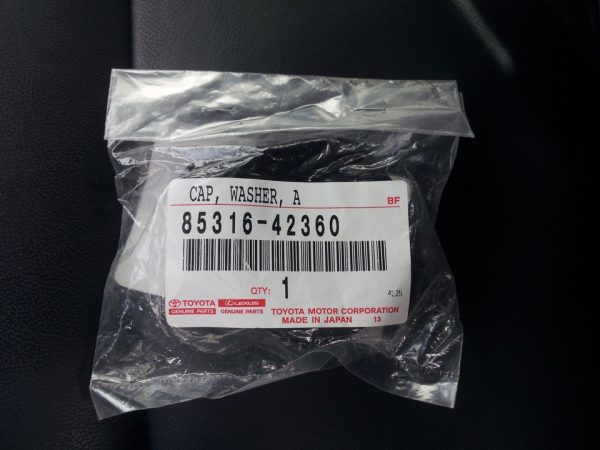 CAP, WASHER, A
BF
85316-42360
QTY: 1
4L25
TOYOTA
GENUINE PARTS
LEXUS
GENUINE PARTS
TOYOTA MOTOR CORPORATION
MADE IN JAPAN 13